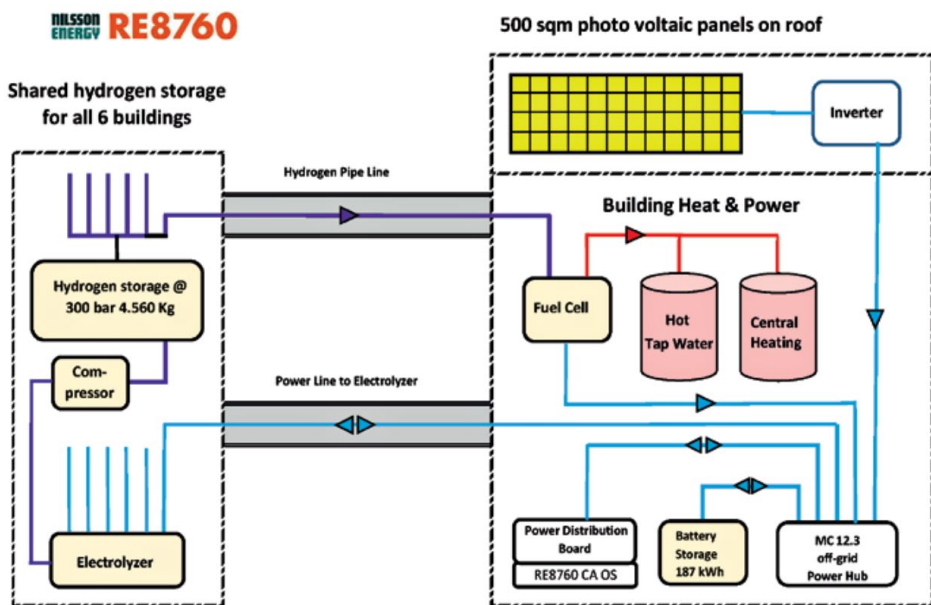 NILSSON
ENERGY RE8760
500 sqm photo voltaic panels on roof
Shared hydrogen storage
for all 6 buildings
Inverter
Hydrogen Pipe Line
Building Heat & Power
Hydrogen storage @
300 bar 4.560 Kg
Fuel Cell
Hot
Tap Water
Central
Heating
Com-
pressor
Power Line to Electrolyzer
Electrolyzer
Power Distribution
Board
RE8760 CA OS
Battery
Storage
187 kWh
MC 12.3
off-grid
Power Hub